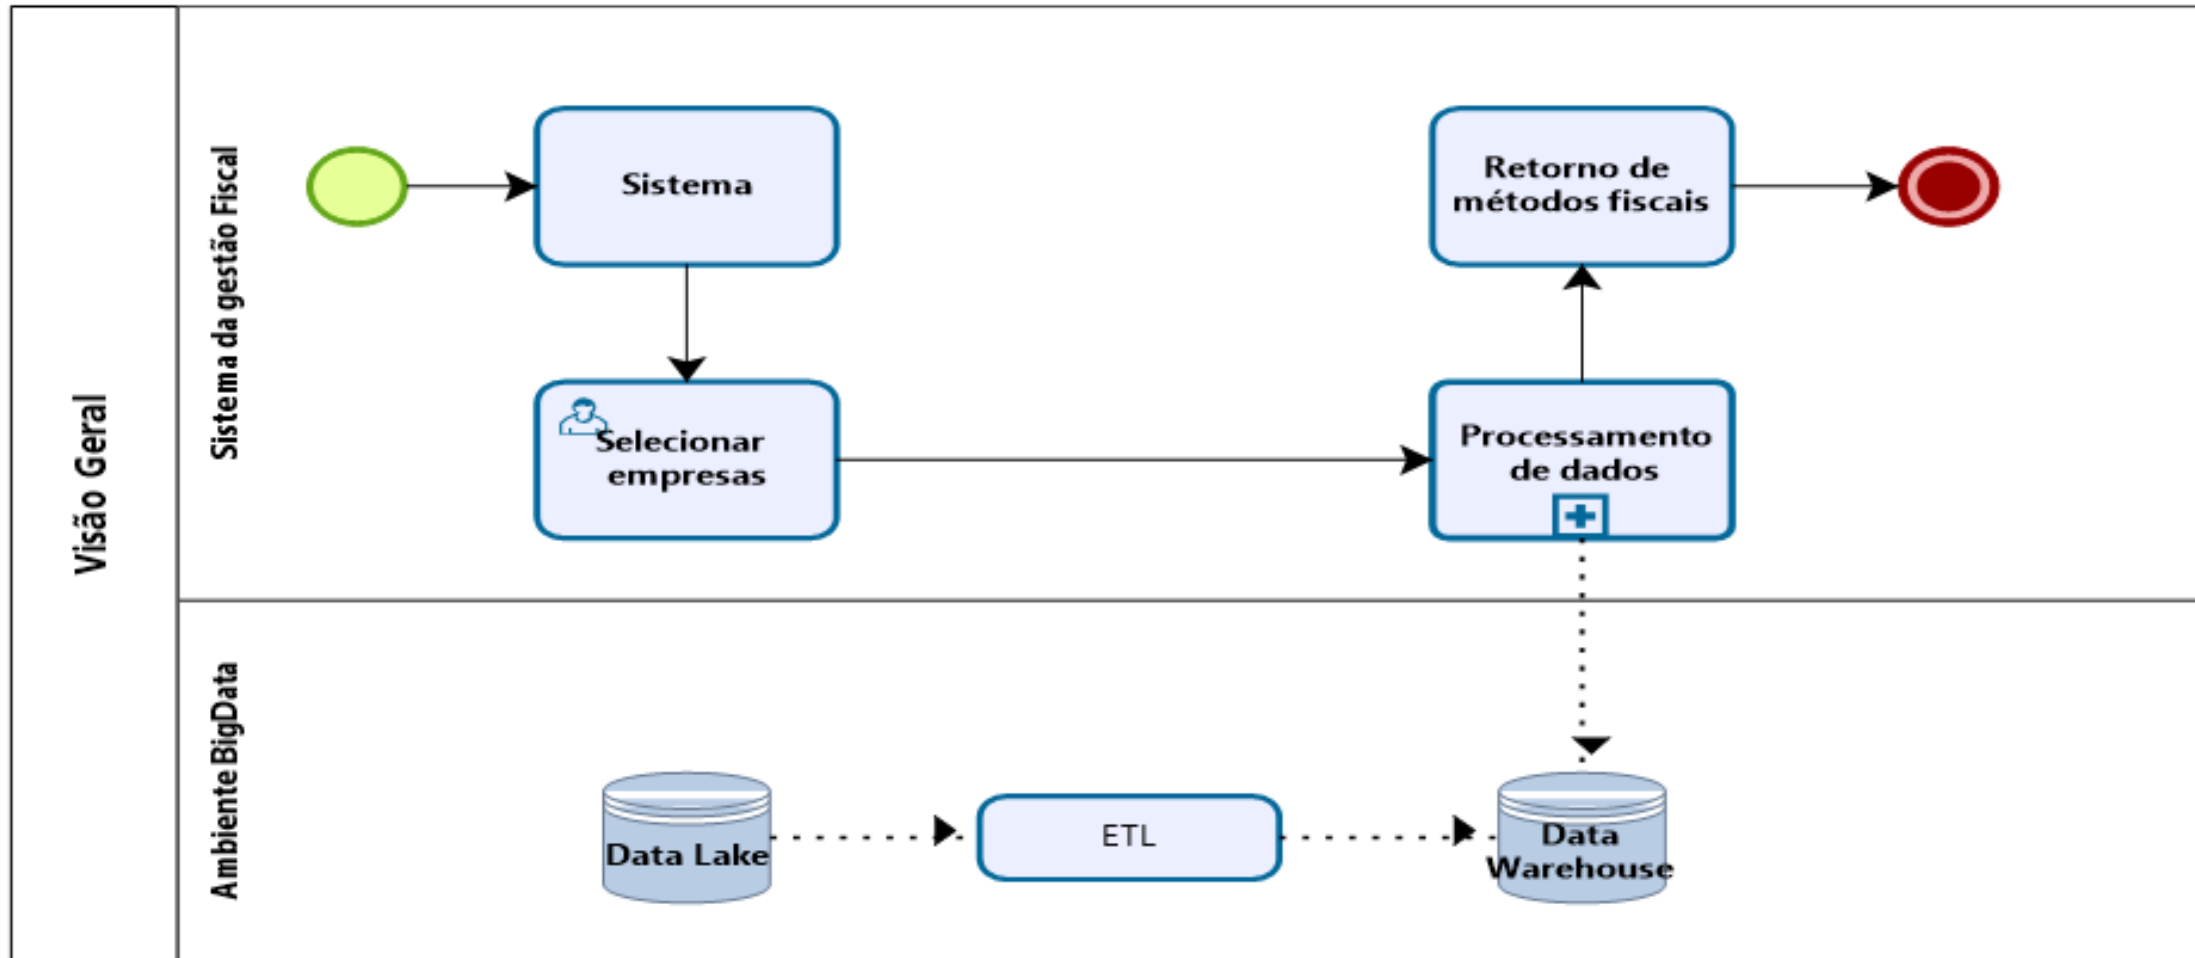 Visão Geral
Sistema da gestão Fiscal
Sistema
Retorno de
métodos fiscais
Selecionar
empresas
Processamento
de dados
Ambiente BigData
Data Lake
ETL
Data
Warehouse